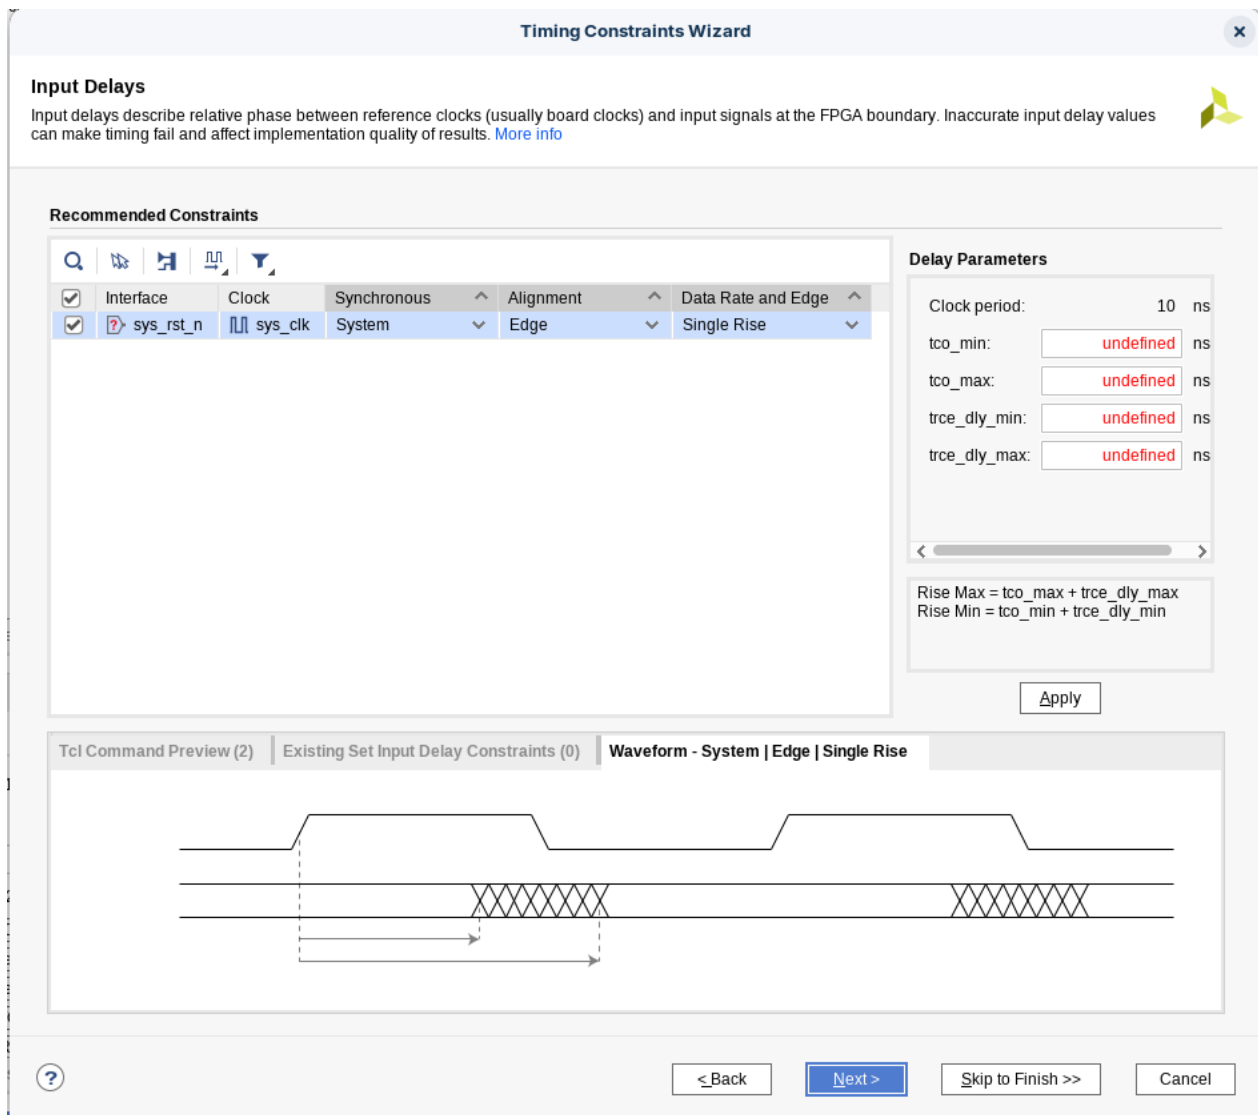 Timing Constraints Wizard
Input Delays
Input delays describe relative phase between reference clocks (usually board clocks) and input signals at the FPGA boundary. Inaccurate input delay values
can make timing fail and affect implementation quality of results. More info
Recommended Constraints
Interface Clock Synchronous Alignment Data Rate and Edge
sys_rst_n sys_clk System Edge Single Rise
Delay Parameters
Clock period: 10 ns
tco_min: undefined ns
tco_max: undefined ns
trce_dly_min: undefined ns
trce_dly_max: undefined ns
Rise Max = tco_max + trce_dly_max
Rise Min = tco_min + trce_dly_min
Apply
Tcl Command Preview (2) Existing Set Input Delay Constraints (0) Waveform - System | Edge | Single Rise
? < Back Next > Skip to Finish >> Cancel